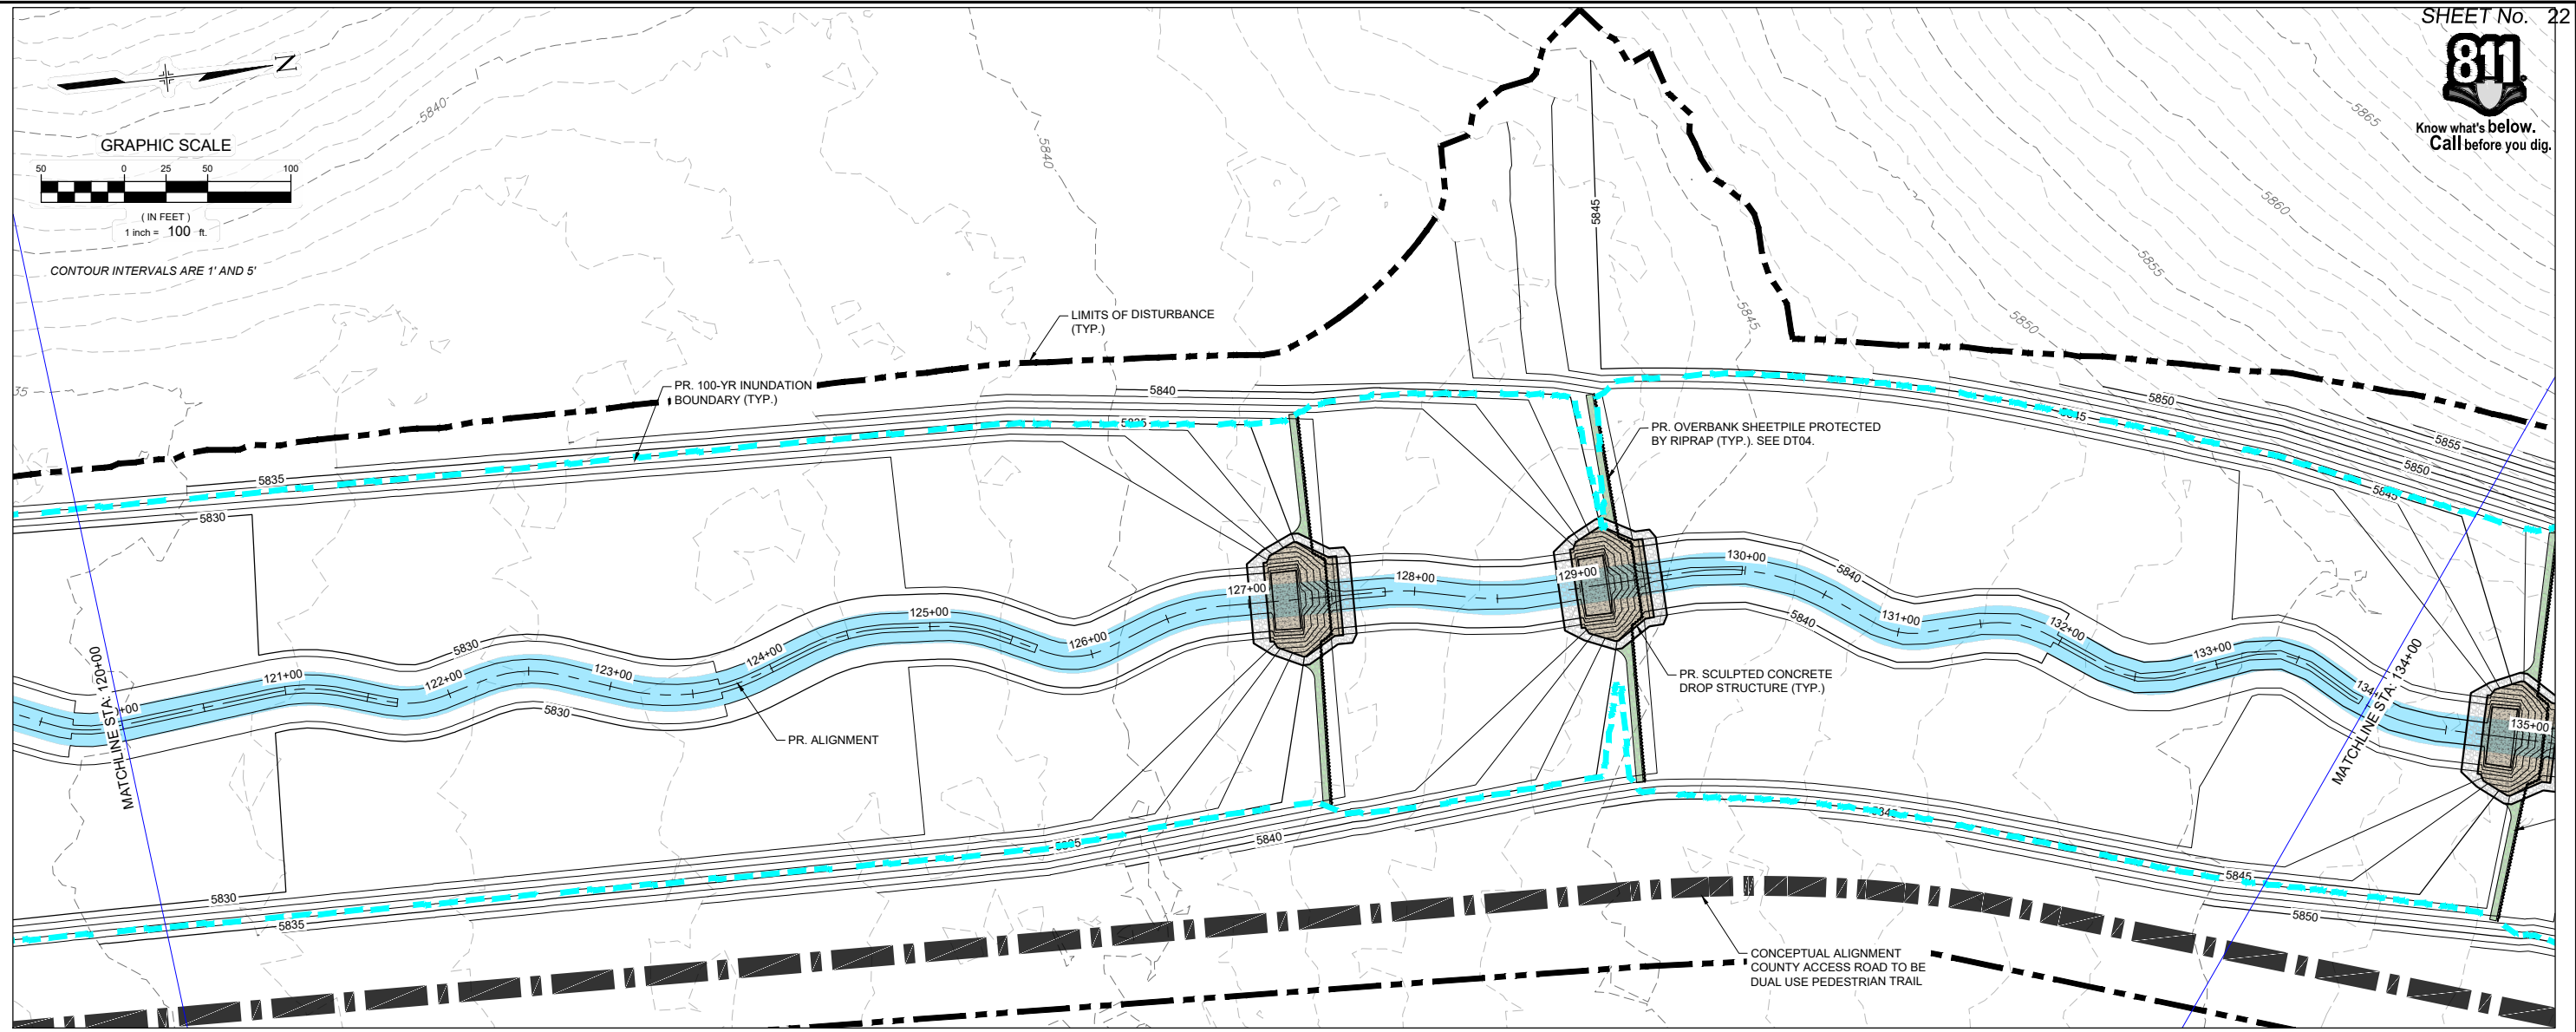 SHEET No. 22
811
Know what's below.
Call before you dig.
N
GRAPHIC SCALE
50 0 25 50 100
( IN FEET )
1 inch = 100 ft.
CONTOUR INTERVALS ARE 1' AND 5'
5840
5840
5845
5845
5850
5855
5860
5865
35
LIMITS OF DISTURBANCE
(TYP.)
PR. 100-YR INUNDATION
BOUNDARY (TYP.)
5840
5835
5835
5830
PR. OVERBANK SHEETPILE PROTECTED
BY RIPRAP (TYP.). SEE DT04.
5850
5845
5855
5850
5845
MATCHLINE STA: 120+00
121+00
122+00
123+00
124+00
125+00
126+00
127+00
128+00
129+00
130+00
131+00
132+00
133+00
135+00
5830
5830
5840
5840
MATCHLINE STA: 134+00
PR. ALIGNMENT
PR. SCULPTED CONCRETE
DROP STRUCTURE (TYP.)
5830
5835
5835
5840
5845
5845
5850
CONCEPTUAL ALIGNMENT
COUNTY ACCESS ROAD TO BE
DUAL USE PEDESTRIAN TRAIL